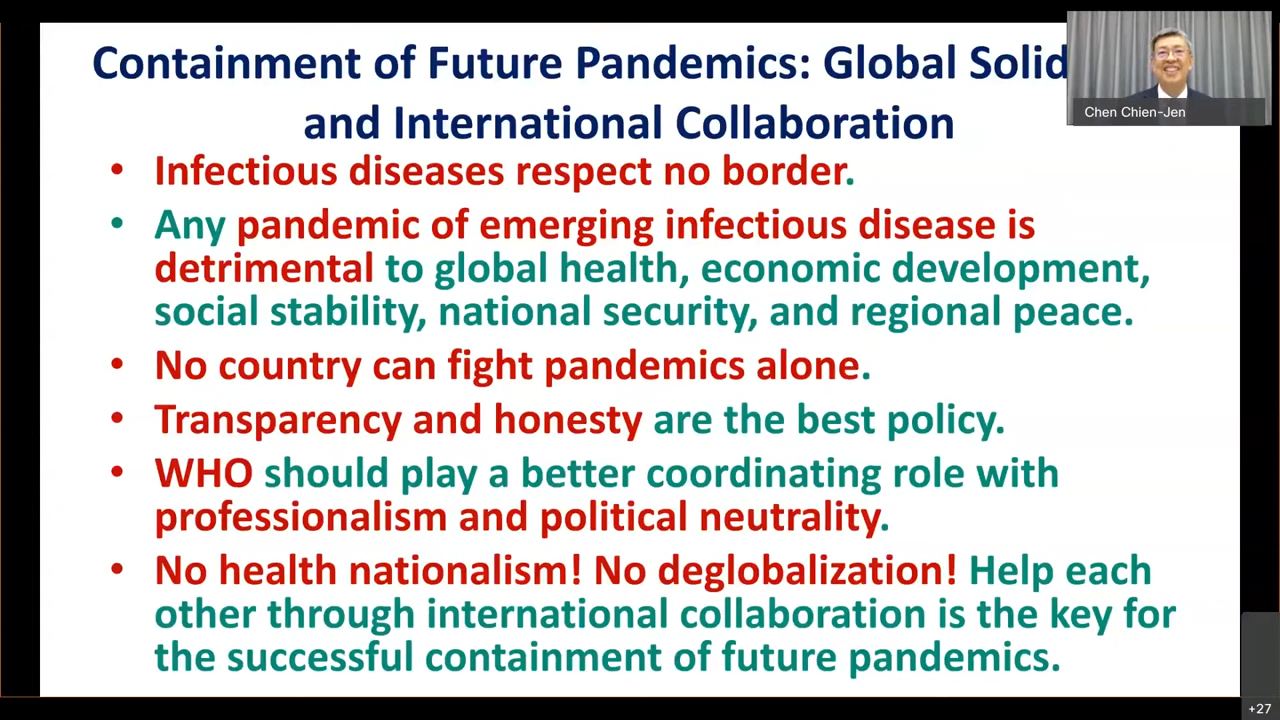 Containment of Future Pandemics: Global Solid
and International Collaboration
Chen Chien-Jen
• Infectious diseases respect no border.
• Any pandemic of emerging infectious disease is
detrimental to global health, economic development,
social stability, national security, and regional peace.
• No country can fight pandemics alone.
• Transparency and honesty are the best policy.
• WHO should play a better coordinating role with
professionalism and political neutrality.
• No health nationalism! No deglobalization! Help each
other through international collaboration is the key for
the successful containment of future pandemics.
+27